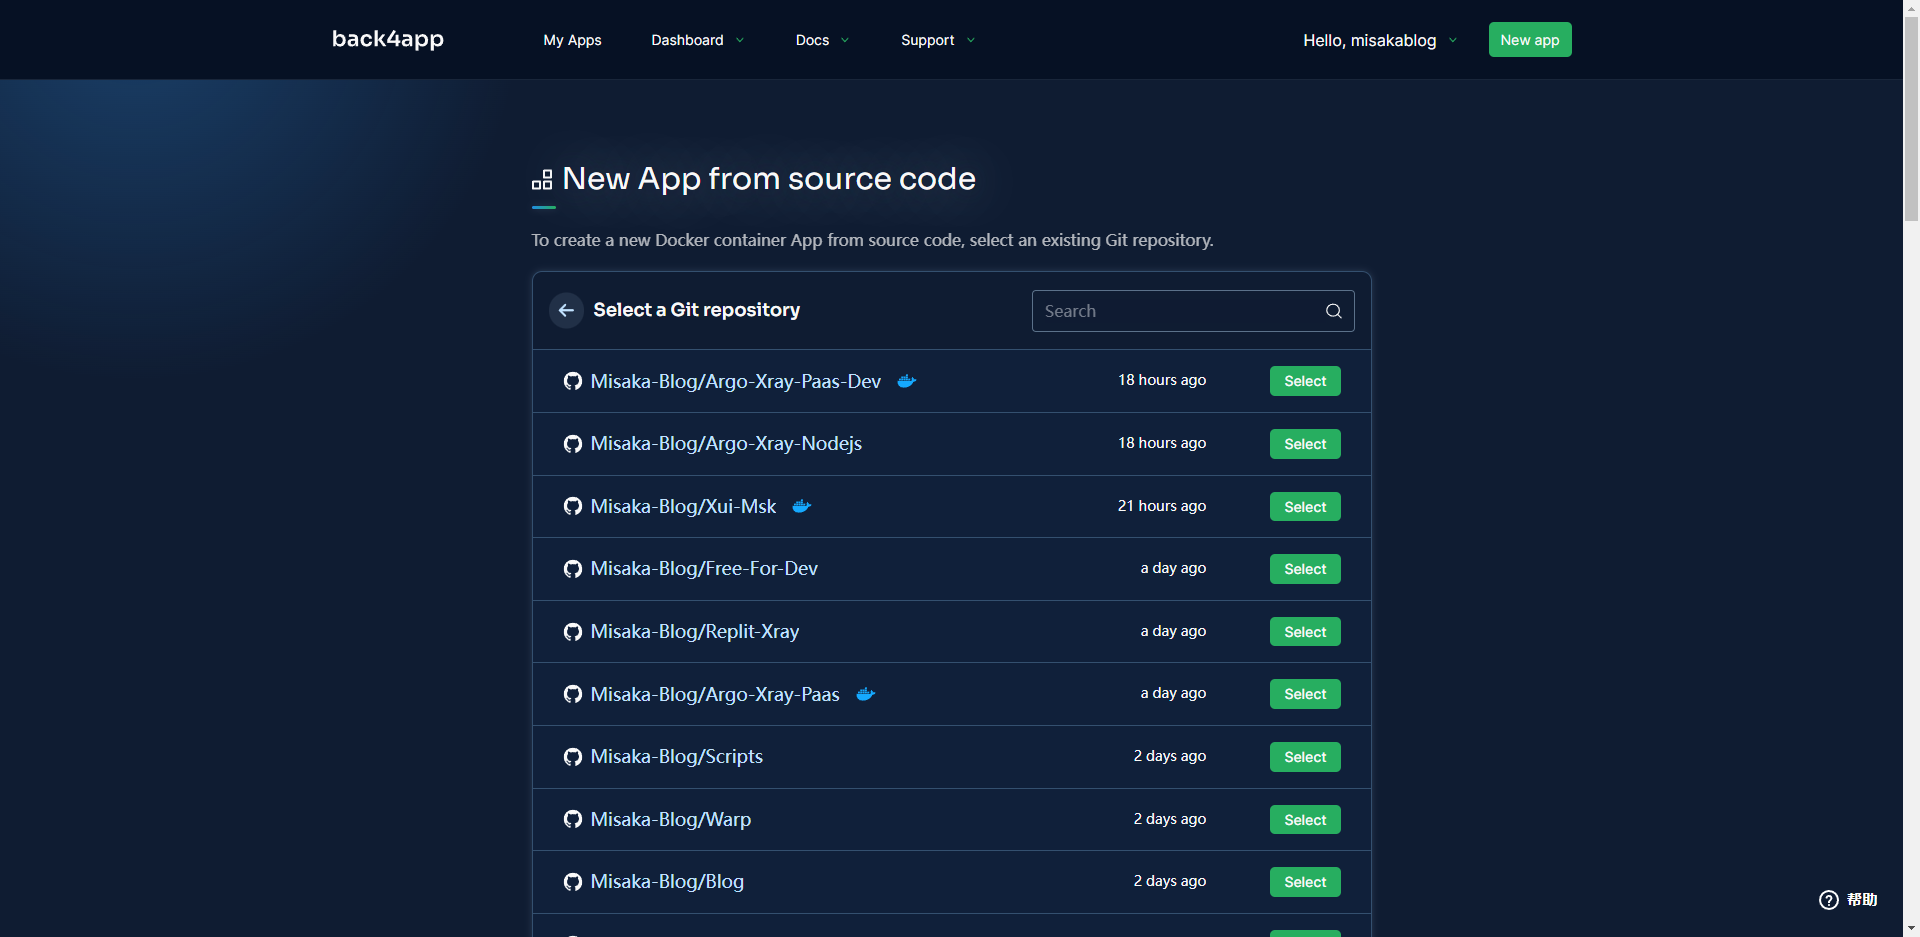 back4app My Apps Dashboard Docs Support Hello, misakablog New app
New App from source code
To create a new Docker container App from source code, select an existing Git repository.
Select a Git repository Search
Misaka-Blog/Argo-Xray-Paas-Dev 18 hours ago Select
Misaka-Blog/Argo-Xray-Nodejs 18 hours ago Select
Misaka-Blog/Xui-Msk 21 hours ago Select
Misaka-Blog/Free-For-Dev a day ago Select
Misaka-Blog/Replit-Xray a day ago Select
Misaka-Blog/Argo-Xray-Paas a day ago Select
Misaka-Blog/Scripts 2 days ago Select
Misaka-Blog/Warp 2 days ago Select
Misaka-Blog/Blog 2 days ago Select
帮助